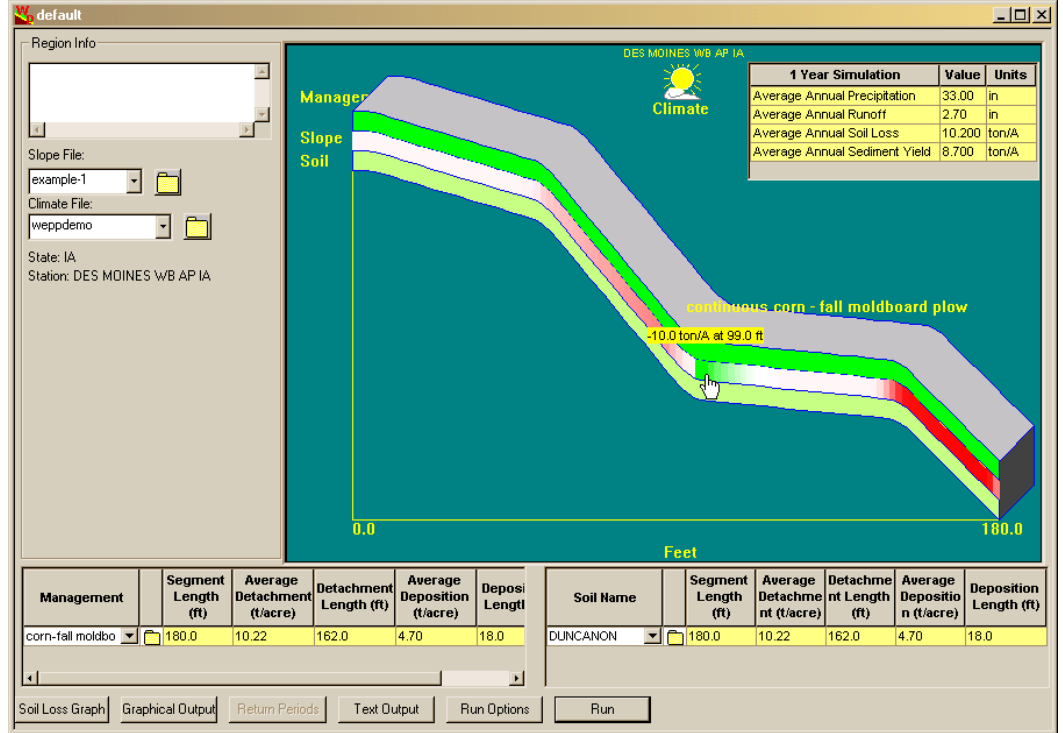 default
Region Info
Slope File:
example-1
Climate File:
weppdemo
State: IA
Station: DES MOINES WB AP IA
DES MOINES WB AP IA
Climate
1 Year Simulation Value Units
Average Annual Precipitation 33.00 in
Average Annual Runoff 2.70 in
Average Annual Soil Loss 10.200 ton/A
Average Annual Sediment Yield 8.700 ton/A
Manager
Slope
Soil
continuous corn - fall moldboard plow
-10.0 ton/A at 99.0 ft
0.0
180.0
Feet
Management
Segment Length (ft)
Average Detachment (t/acre)
Detachment Length (ft)
Average Deposition (t/acre)
Deposi Lengtl
corn-fall moldbo 180.0 10.22 162.0 4.70 18.0
Soil Name
Segment Length (ft)
Average Detachme nt (t/acre)
Detachme nt Length (ft)
Average Depositio n (t/acre)
Deposition Length (ft)
DUNCANON 180.0 10.22 162.0 4.70 18.0
Soil Loss Graph
Graphical Output
Return Periods
Text Output
Run Options
Run